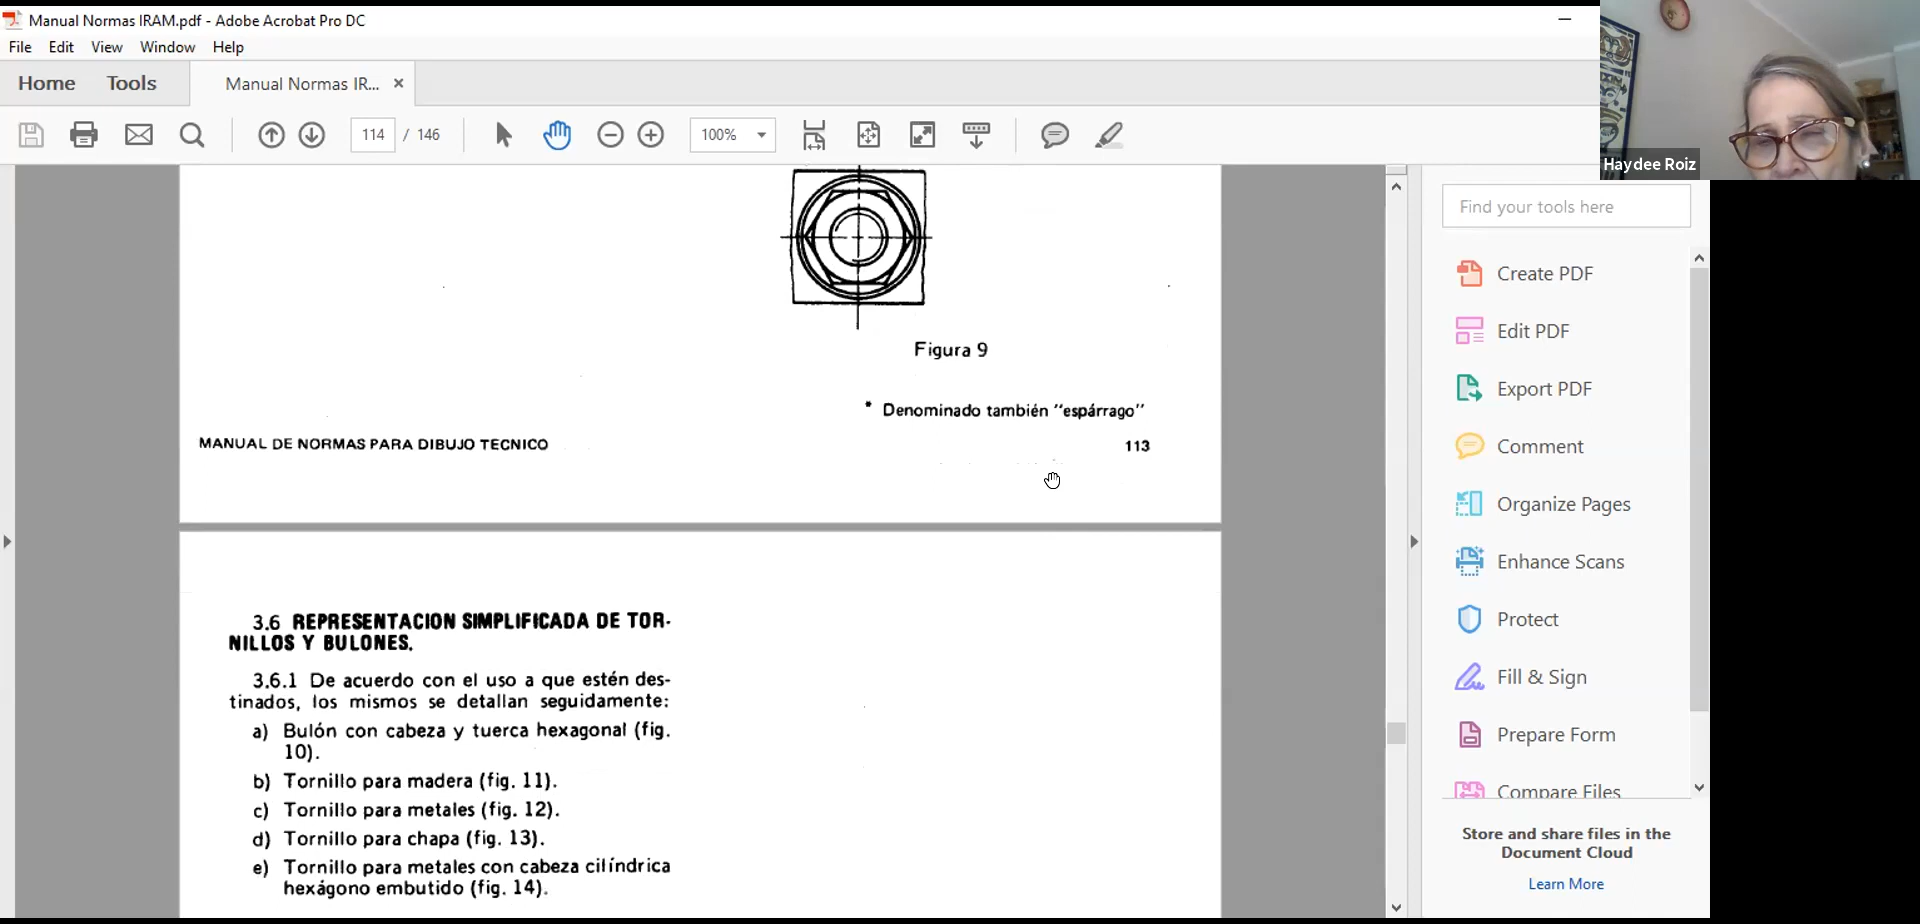 Manual Normas IRAM.pdf - Adobe Acrobat Pro DC
File Edit View Window Help
Home Tools Manual Normas IR... ×
114 / 146 100%
Haydee Roiz
Figura 9
* Denominado también "espárrago"
MANUAL DE NORMAS PARA DIBUJO TECNICO 113
3.6 REPRESENTACION SIMPLIFICADA DE TOR-
NILLOS Y BULONES.
3.6.1 De acuerdo con el uso a que estén des-
tinados, los mismos se detallan seguidamente:
a) Bulón con cabeza y tuerca hexagonal (fig.
10).
b) Tornillo para madera (fig. 11).
c) Tornillo para metales (fig. 12).
d) Tornillo para chapa (fig. 13).
e) Tornillo para metales con cabeza cilíndrica
hexágono embutido (fig. 14).
Find your tools here
Create PDF
Edit PDF
Export PDF
Comment
Organize Pages
Enhance Scans
Protect
Fill & Sign
Prepare Form
Compare Files
Store and share files in the
Document Cloud
Learn More